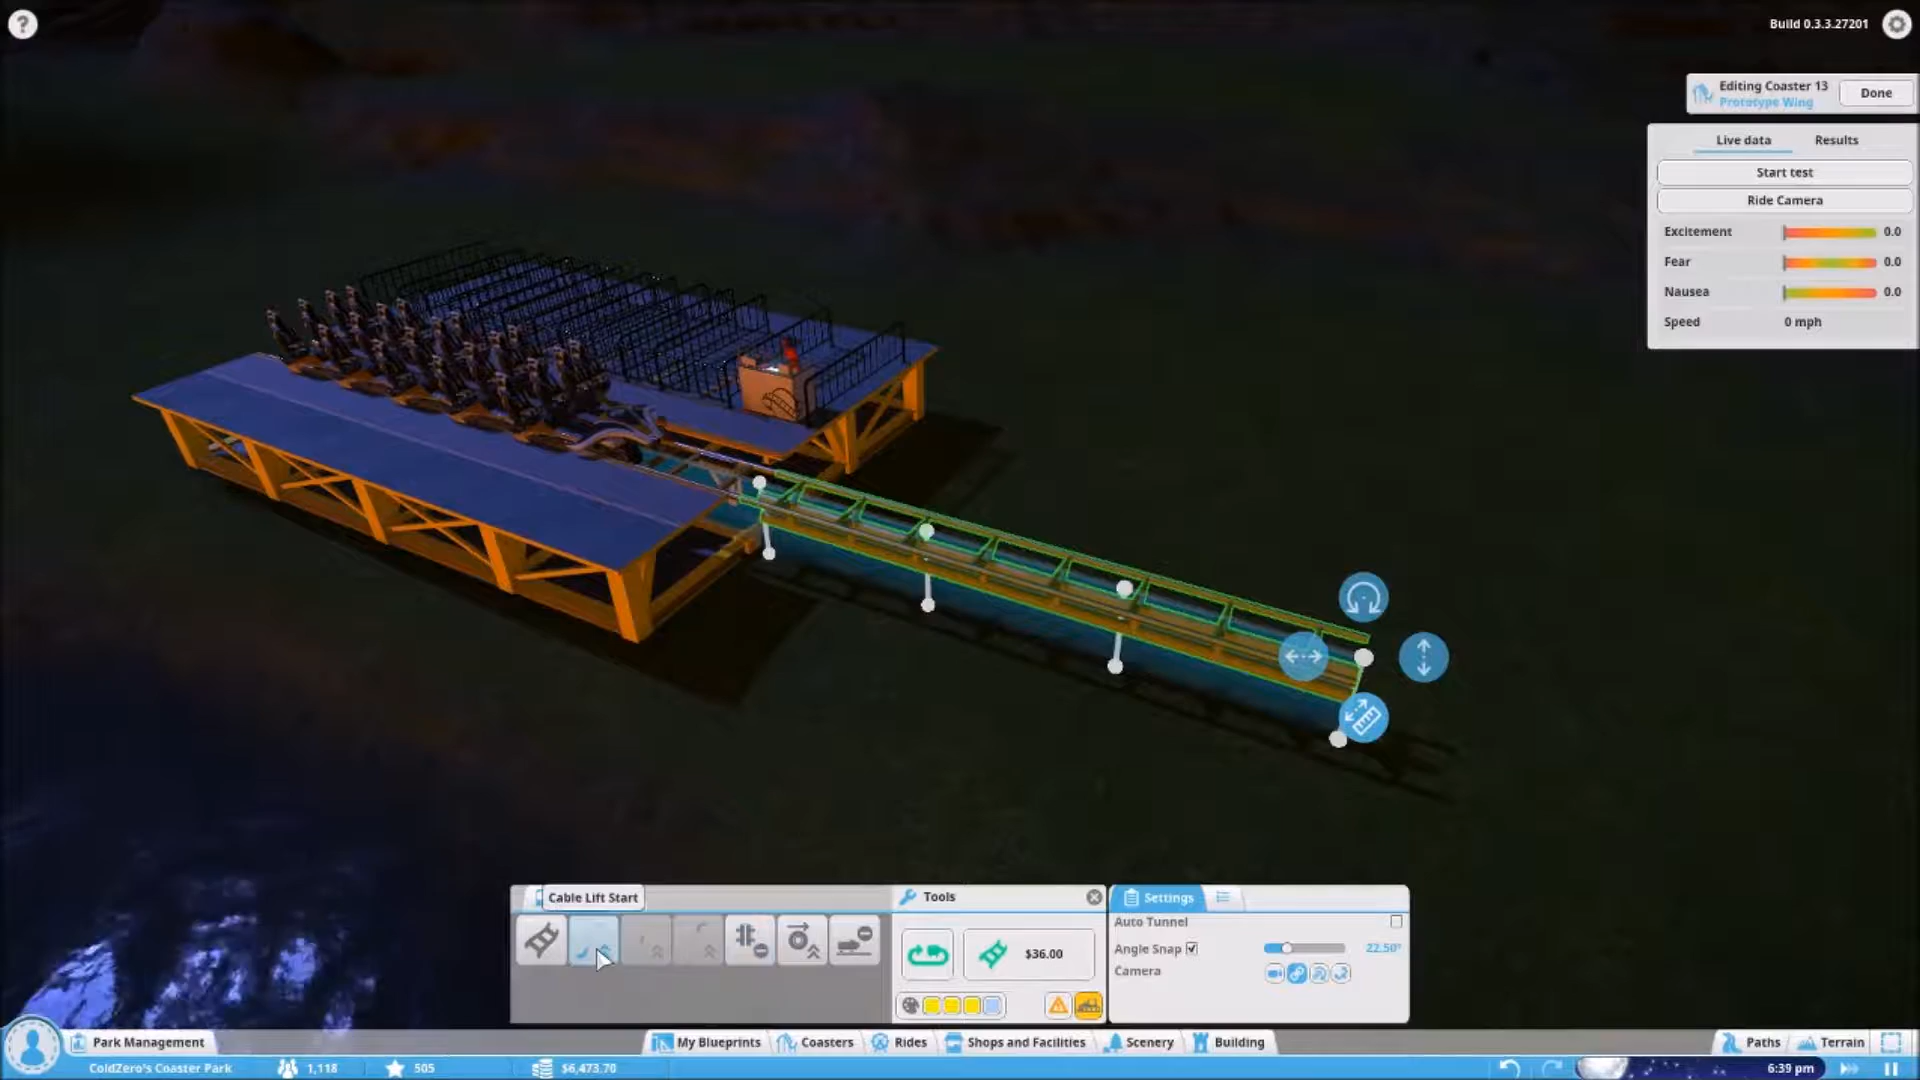 ?
Build 0.3.3.27201
Editing Coaster 13
Prototype Wing
Done
Live data
Results
Start test
Ride Camera
Excitement
0.0
Fear
0.0
Nausea
0.0
Speed
0 mph
Cable Lift Start
Tools
$36.00
Settings
Auto Tunnel
Angle Snap
22.50°
Camera
Park Management
My Blueprints
Coasters
Rides
Shops and Facilities
Scenery
Building
Paths
Terrain
ColdZero's Coaster Park
1,118
505
$6,473.70
6:39 pm